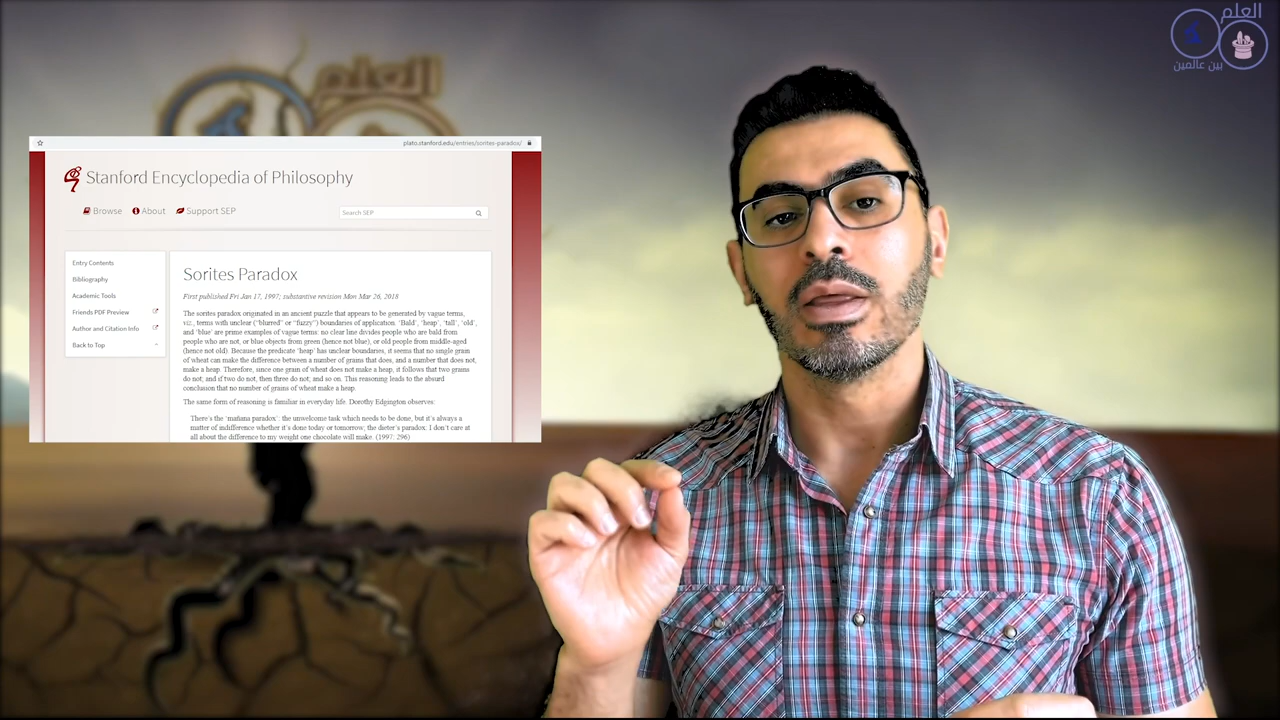 العلم
بين عالمين
العلم
plato.stanford.edu/entries/sorites-paradox/
Stanford Encyclopedia of Philosophy
Browse About Support SEP
Search SEP
Entry Contents
Bibliography
Academic Tools
Friends PDF Preview
Author and Citation Info
Back to Top
Sorites Paradox
First published Fri Jan 17, 1997; substantive revision Mon Mar 26, 2018
The sorites paradox originated in an ancient puzzle that appears to be generated by vague terms,
viz., terms with unclear (“blurred” or “fuzzy”) boundaries of application. ‘Bald’, ‘heap’, ‘tall’, ‘old’,
and ‘blue’ are prime examples of vague terms: no clear line divides people who are bald from
people who are not, or blue objects from green (hence not blue), or old people from middle-aged
(hence not old). Because the predicate ‘heap’ has unclear boundaries, it seems that no single grain
of wheat can make the difference between a number of grains that does, and a number that does not,
make a heap. Therefore, since one grain of wheat does not make a heap, it follows that two grains
do not; and if two do not, then three do not; and so on. This reasoning leads to the absurd
conclusion that no number of grains of wheat make a heap.
The same form of reasoning is familiar in everyday life. Dorothy Edgington observes:
There’s the ‘mañana paradox’: the unwelcome task which needs to be done, but it’s always a
matter of indifference whether it’s done today or tomorrow; the dieter’s paradox: I don’t care at
all about the difference to my weight one chocolate will make. (1997: 296)